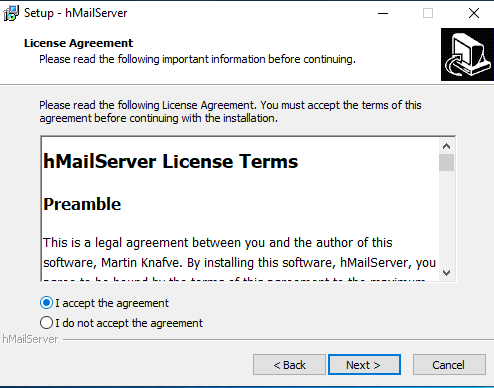 Setup - hMailServer
License Agreement
Please read the following important information before continuing.
Please read the following License Agreement. You must accept the terms of this
agreement before continuing with the installation.
hMailServer License Terms
Preamble
This is a legal agreement between you and the author of this
software, Martin Knafve. By installing this software, hMailServer, you
agree to be bound by the terms of this agreement to the maximum
I accept the agreement
I do not accept the agreement
hMailServer
< Back
Next >
Cancel